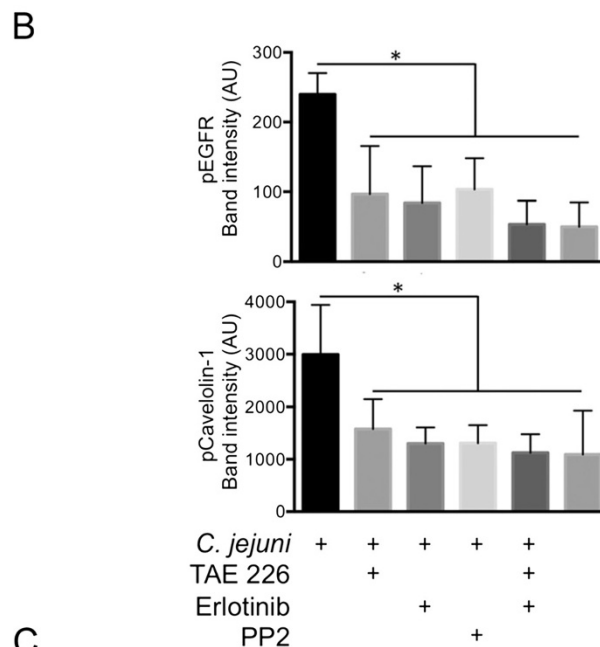 B
300
200
100
0
pEGFR
Band intensity (AU)
*
4000
3000
2000
1000
0
pCavelolin-1
Band intensity (AU)
*
C. jejuni + + + + +
TAE 226 + +
Erlotinib + +
PP2 +
C